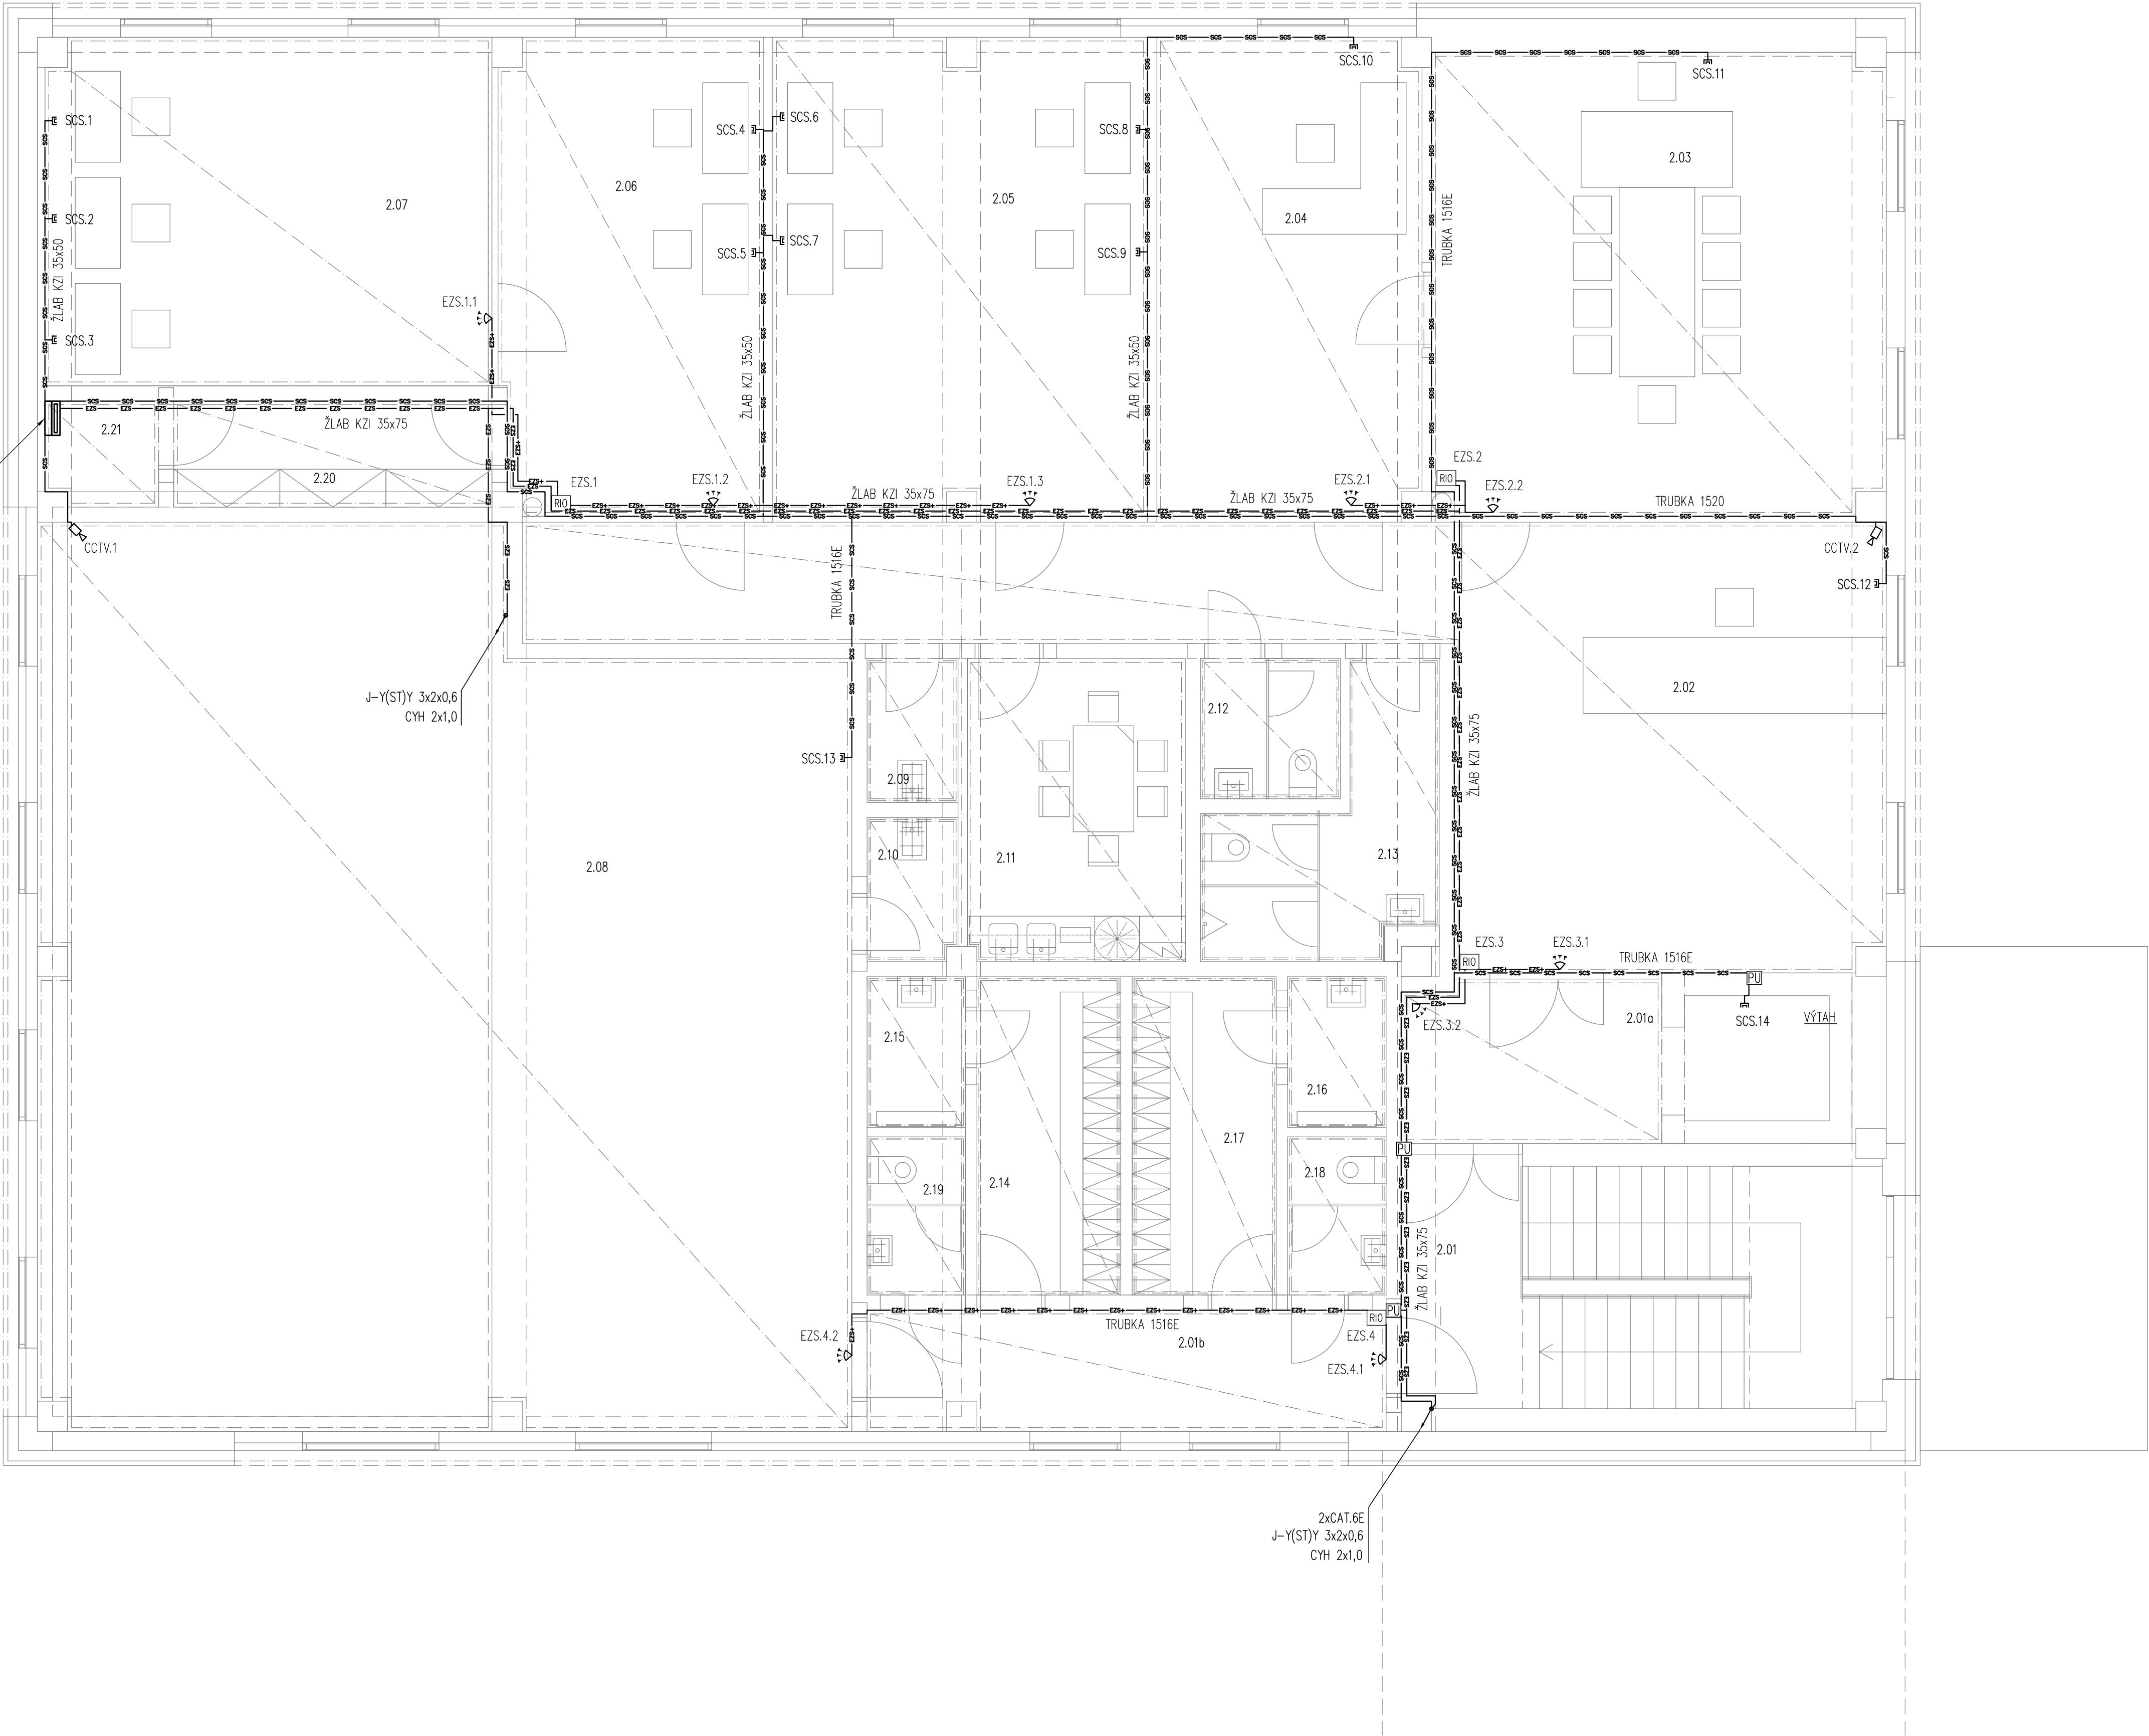 SCS.10
SCS.11
SCS.1
SCS.4
SCS.6
SCS.8
2.03
2.06
2.07
2.05
2.04
SCS.2
SCS.5
SCS.7
SCS.9
TRUBKA 1516E
ŽLAB KZI 35x50
EZS.1.1
SCS.3
ŽLAB KZI 35x50
ŽLAB KZI 35x50
2.21
ŽLAB KZI 35x75
2.20
EZS.1
RIO
EZS.1.2
ŽLAB KZI 35x75
EZS.1.3
ŽLAB KZI 35x75
EZS.2.1
EZS.2
RIO
EZS.2.2
TRUBKA 1520
CCTV.1
CCTV.2
SCS.12
TRUBKA 1516E
J-Y(ST)Y 3x2x0,6
CYH 2x1,0
2.02
2.12
ŽLAB KZI 35x75
SCS.13
2.09
2.08
2.10
2.11
2.13
EZS.3
RIO
EZS.3.1
TRUBKA 1516E
PU
EZS.3.2
2.01a
SCS.14
VÝTAH
2.15
2.16
2.17
PU
2.14
2.19
2.18
2.01
ŽLAB KZI 35x75
EZS.4.2
TRUBKA 1516E
2.01b
EZS.4
RIO
PU
EZS.4.1
2xCAT.6E
J-Y(ST)Y 3x2x0,6
CYH 2x1,0